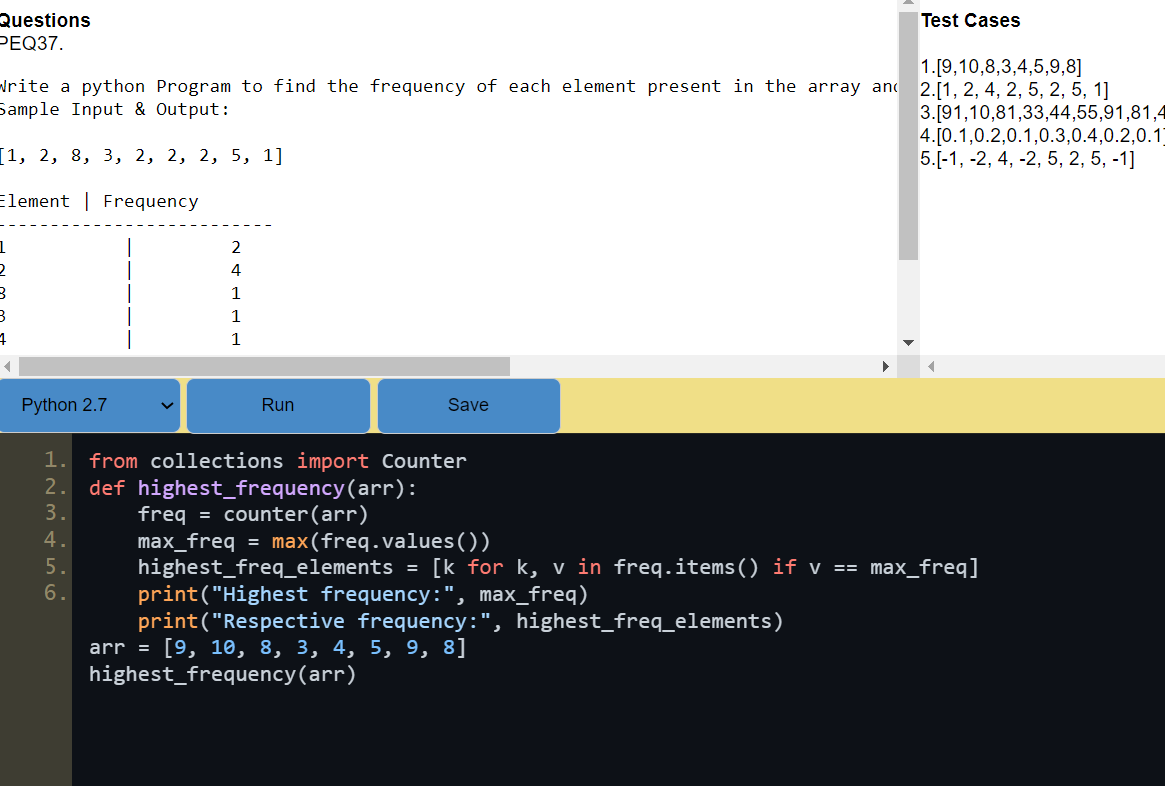 Questions
PEQ37.
Write a python Program to find the frequency of each element present in the array and
Sample Input & Output:
[1, 2, 8, 3, 2, 2, 2, 5, 1]
Element | Frequency
--------------------------
1 | 2
2 | 4
8 | 1
3 | 1
4 | 1
Test Cases
1.[9,10,8,3,4,5,9,8]
2.[1, 2, 4, 2, 5, 2, 5, 1]
3.[91,10,81,33,44,55,91,81,4
4.[0.1,0.2,0.1,0.3,0.4,0.2,0.1]
5.[-1, -2, 4, -2, 5, 2, 5, -1]
Python 2.7 Run Save
1. from collections import Counter
2. def highest_frequency(arr):
3. freq = counter(arr)
4. max_freq = max(freq.values())
5. highest_freq_elements = [k for k, v in freq.items() if v == max_freq]
6. print("Highest frequency:", max_freq)
print("Respective frequency:", highest_freq_elements)
arr = [9, 10, 8, 3, 4, 5, 9, 8]
highest_frequency(arr)